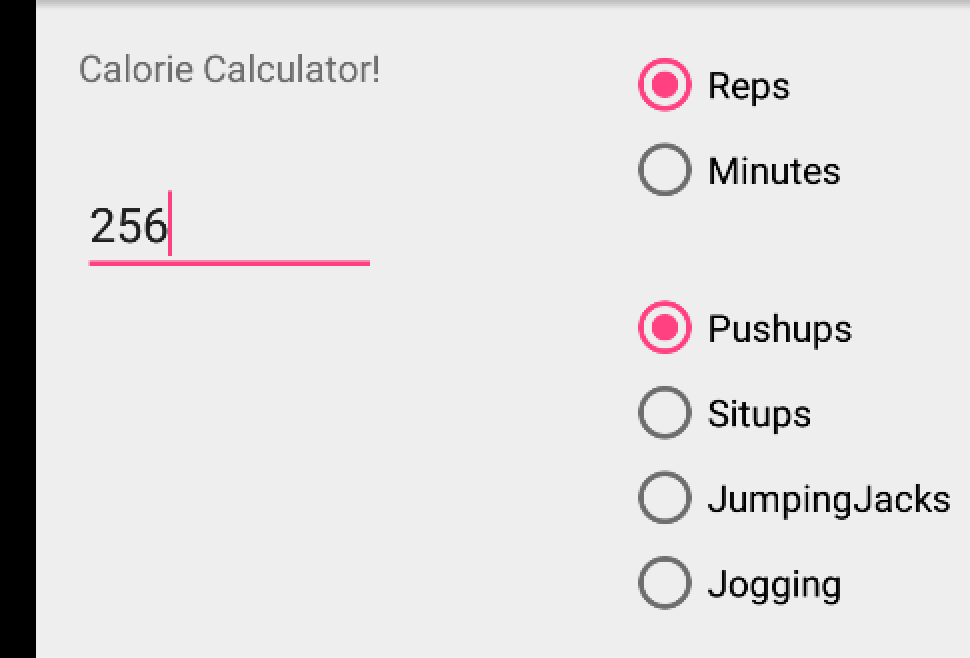 Calorie Calculator!
256
Reps
Minutes
Pushups
Situps
JumpingJacks
Jogging